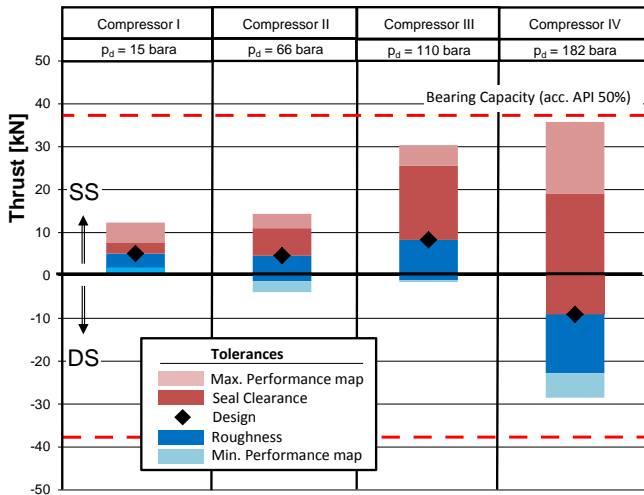 Compressor I Compressor II Compressor III Compressor IV
p_d = 15 bara p_d = 66 bara p_d = 110 bara p_d = 182 bara
Thrust [kN]
50
40
30
20
10
0
-10
-20
-30
-40
-50
Bearing Capacity (acc. API 50%)
SS
DS
Tolerances
Max. Performance map
Seal Clearance
Design
Roughness
Min. Performance map